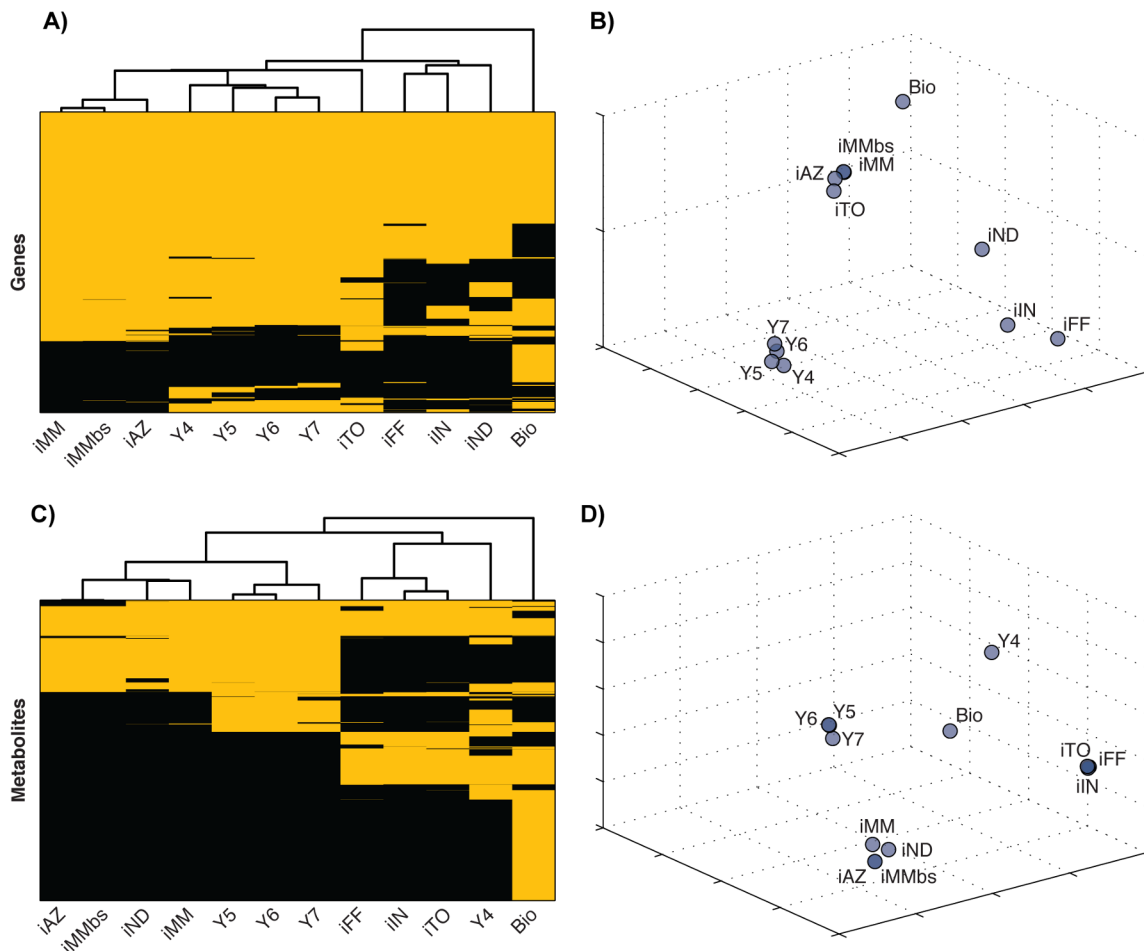 A)
Genes
iMM
iMMbs
iAZ
Y4
Y5
Y6
Y7
iTO
iFF
iIN
iND
Bio
B)
Bio
iMMbs
iAZ iMM
iTO
iND
iIN iFF
Y7
Y6
Y5 Y4
C)
Metabolites
iAZ
iMMbs
iND
iMM
Y5
Y6
Y7
iFF
iIN
iTO
Y4
Bio
D)
Y4
Y6 Y5
Bio
Y7
iTO iFF
iIN
iMM
iND
iAZ iMMbs